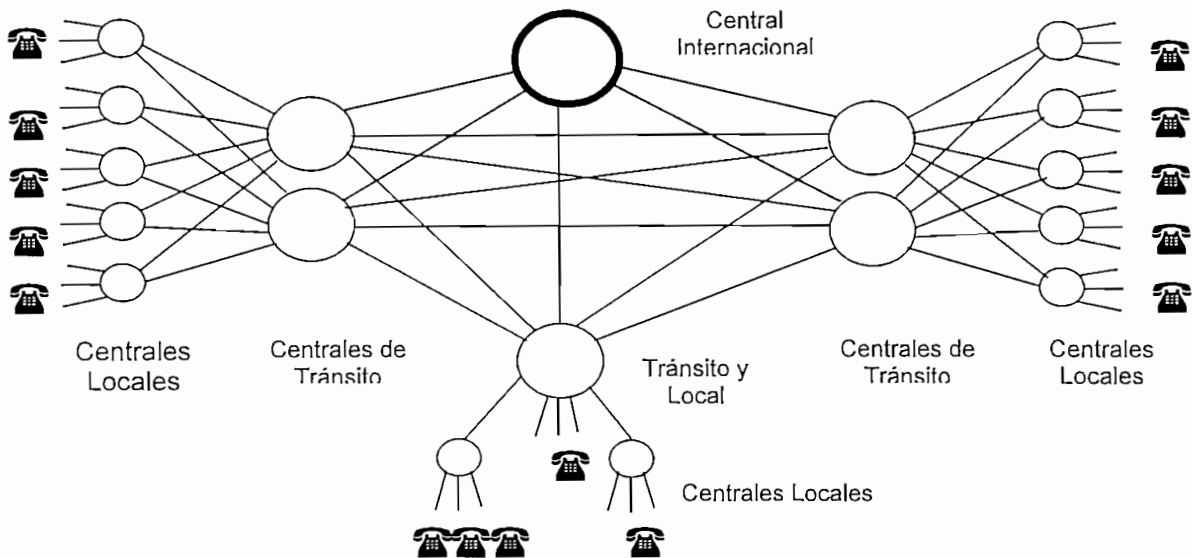 Central
Internacional
Centrales
Locales
Centrales de
Tránsito
Tránsito y
Local
Centrales de
Tránsito
Centrales
Locales
Centrales Locales